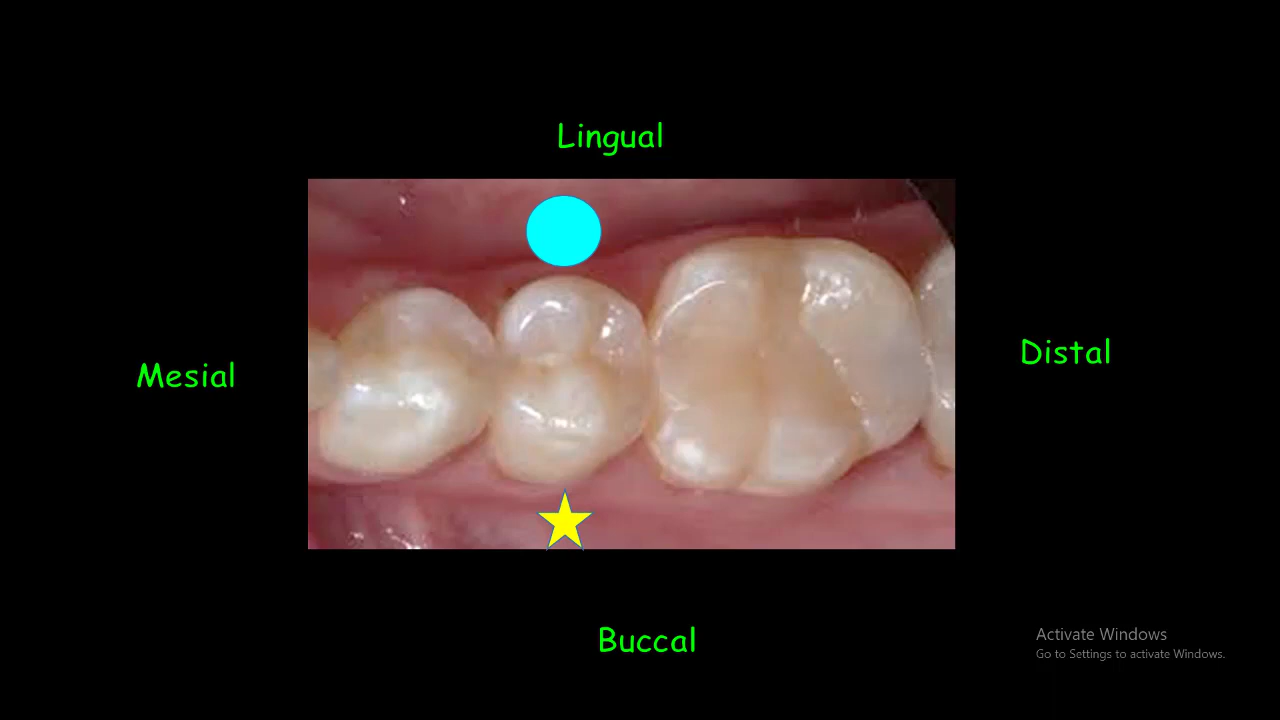 Lingual
Mesial
Distal
Buccal
Activate Windows
Go to Settings to activate Windows.